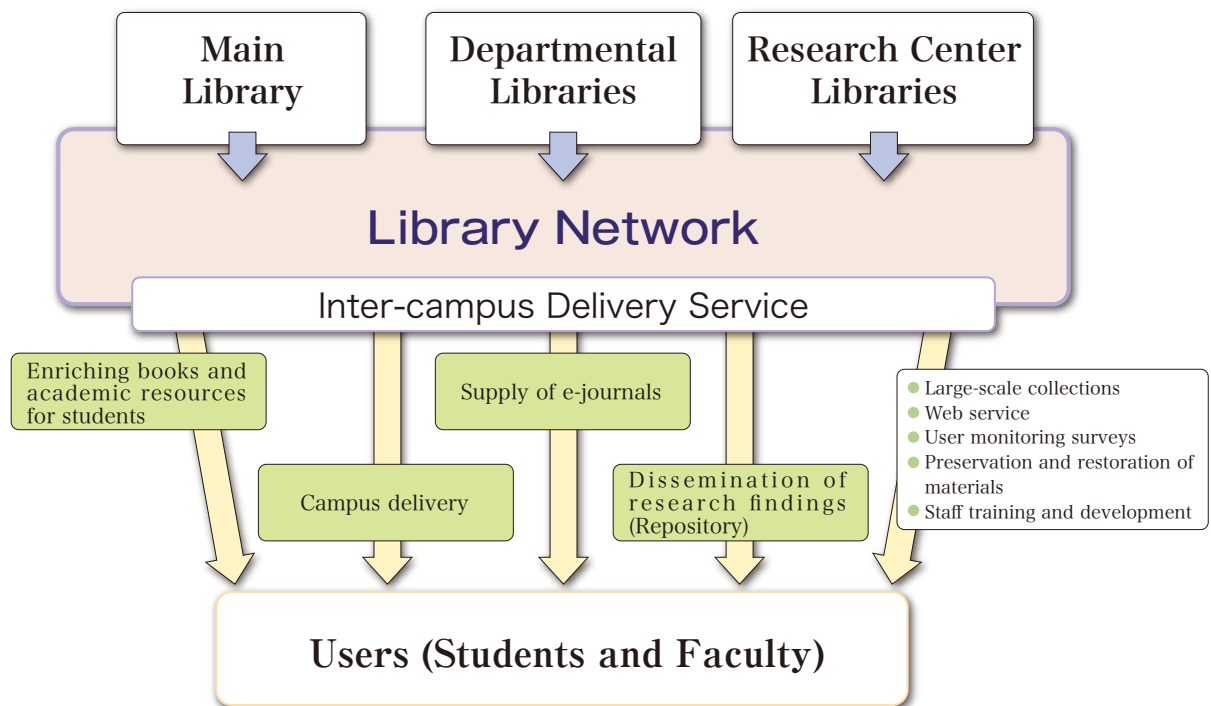 Main
Library
Departmental
Libraries
Research Center
Libraries
Library Network
Inter-campus Delivery Service
Enriching books and
academic resources
for students
Campus delivery
Supply of e-journals
Dissemination of
research findings
(Repository)
Large-scale collections
Web service
User monitoring surveys
Preservation and restoration of
materials
Staff training and development
Users (Students and Faculty)